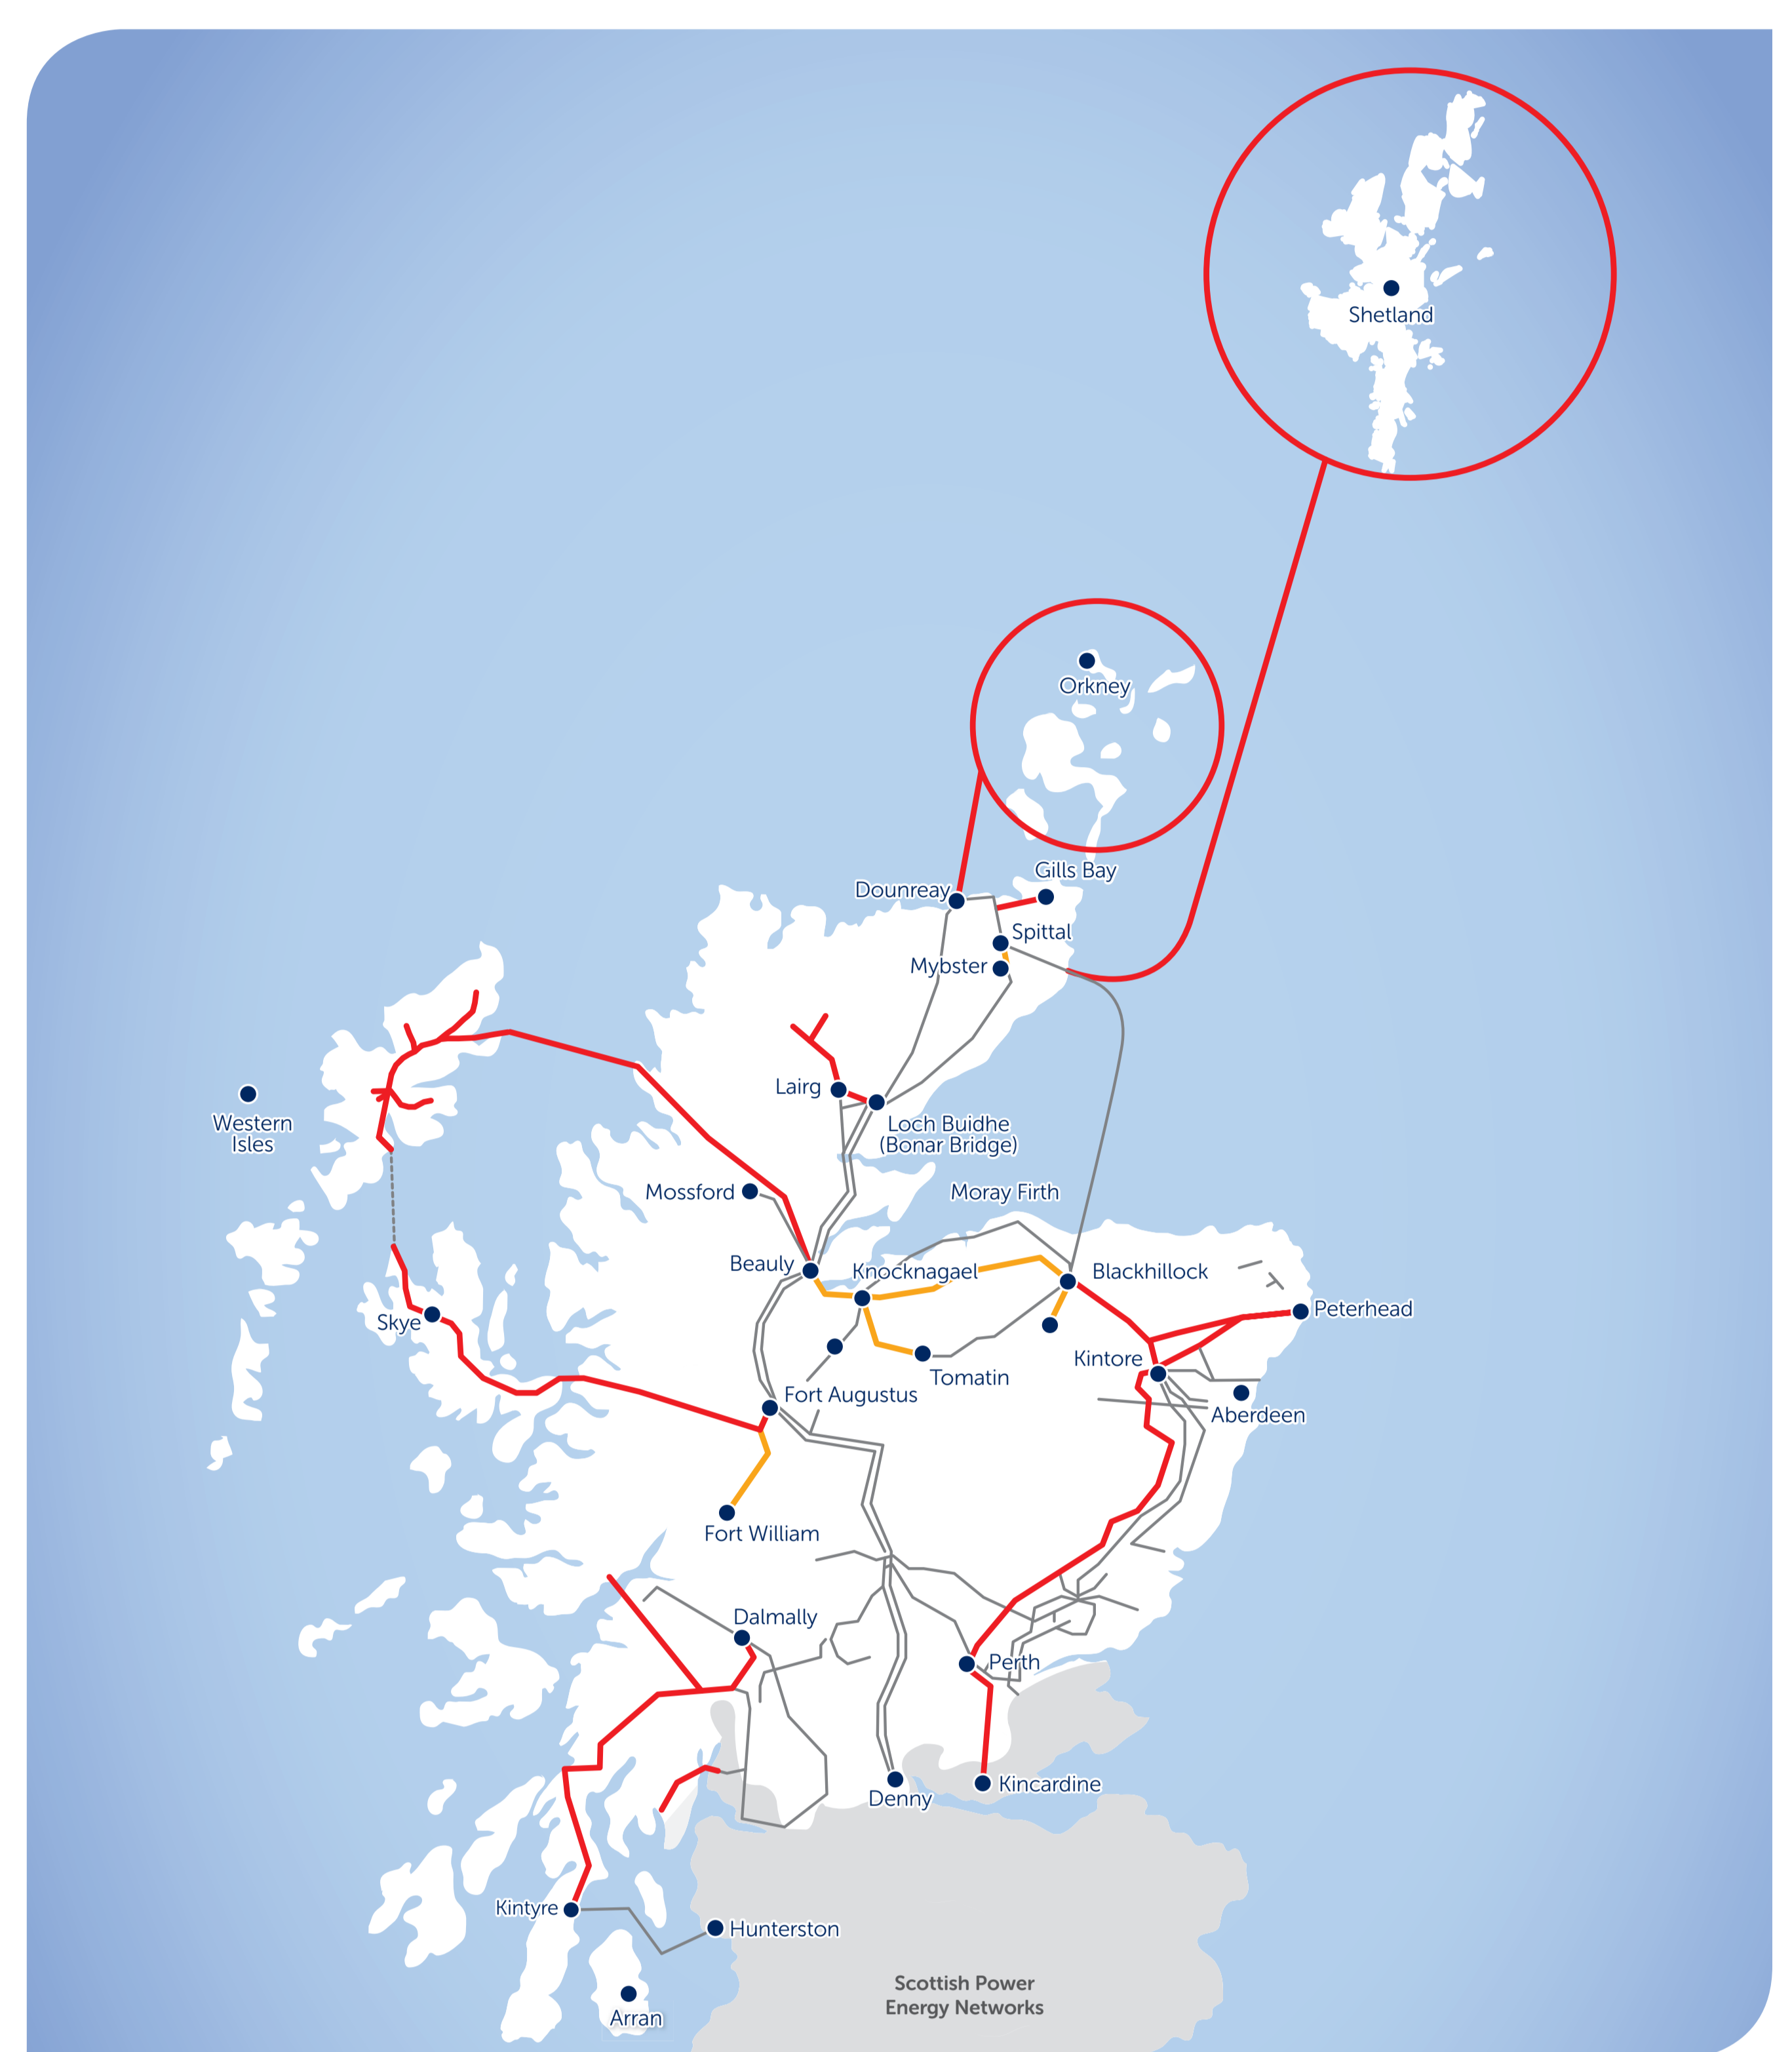 Shetland
Orkney
Gills Bay
Dounreay
Spittal
Mybster
Lairg
Western
Isles
Loch Buidhe
(Bonar Bridge)
Mossford
Moray Firth
Beauly
Knocknagael
Blackhillock
Peterhead
Skye
Kintore
Tomatin
Fort Augustus
Aberdeen
Fort William
Dalmally
Perth
Kincardine
Denny
Kintyre
Hunterston
Scottish Power
Energy Networks
Arran